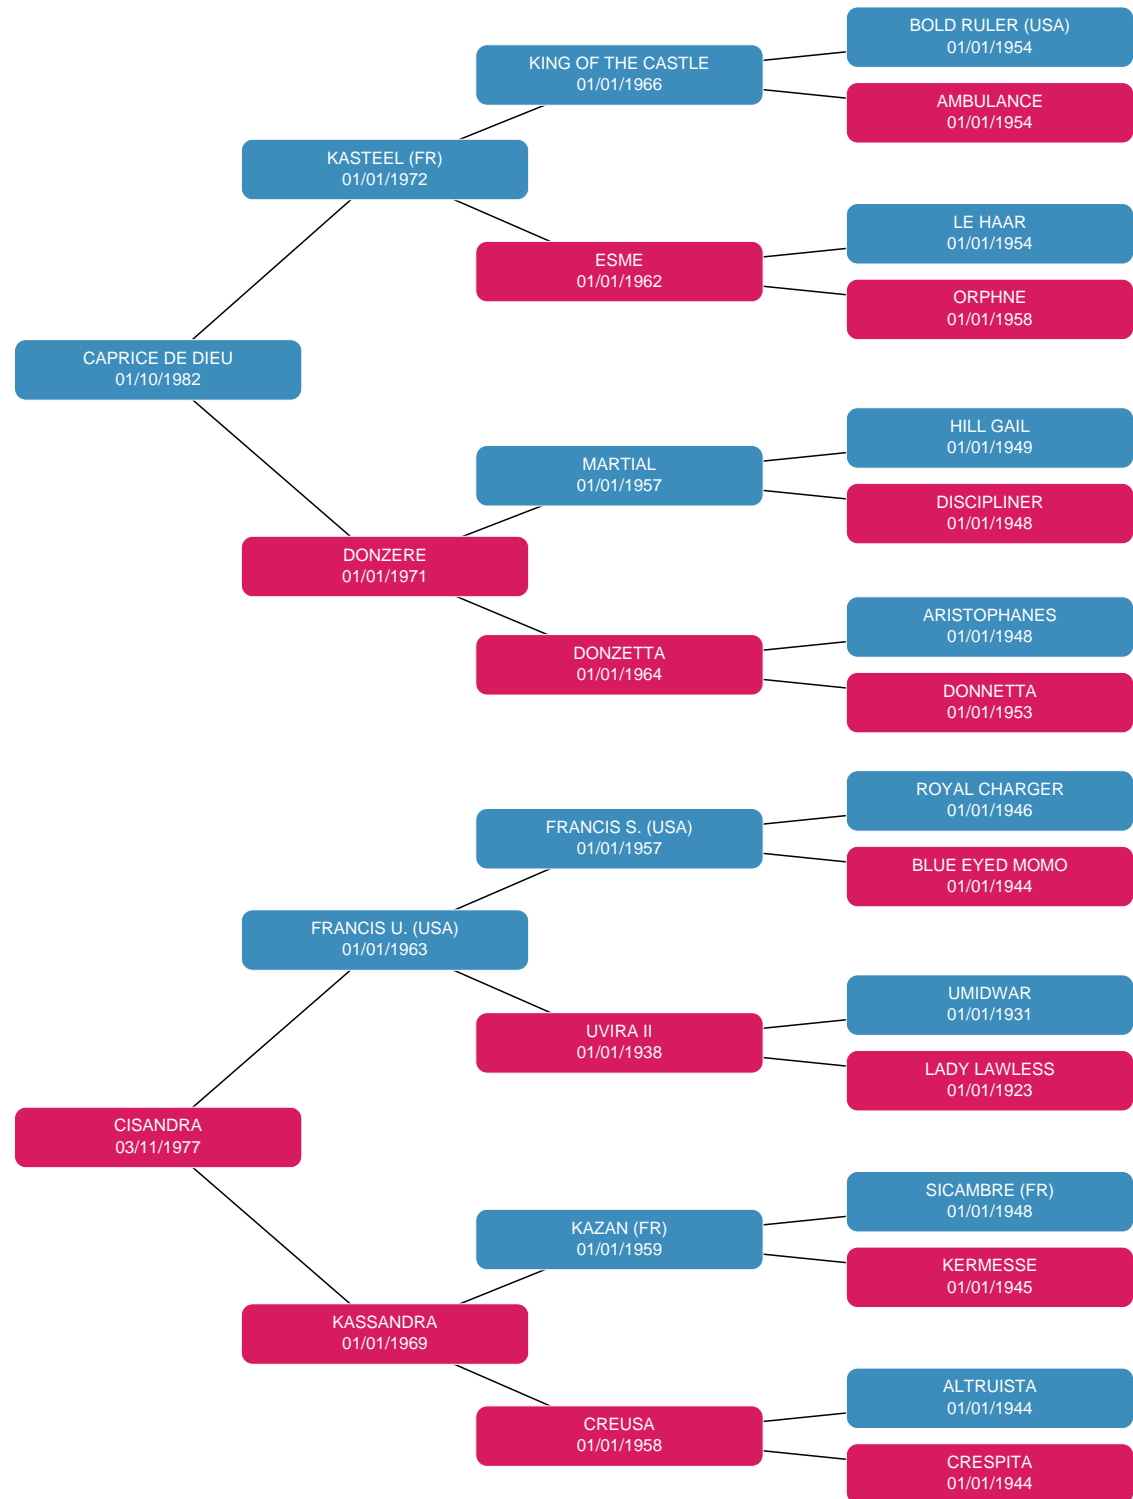 BOLD RULER (USA)
01/01/1954
KING OF THE CASTLE
01/01/1966
AMBULANCE
01/01/1954
KASTEEL (FR)
01/01/1972
LE HAAR
01/01/1954
ESME
01/01/1962
ORPHNE
01/01/1958
CAPRICE DE DIEU
01/10/1982
HILL GAIL
01/01/1949
MARTIAL
01/01/1957
DISCIPLINER
01/01/1948
DONZERE
01/01/1971
ARISTOPHANES
01/01/1948
DONZETTA
01/01/1964
DONNETTA
01/01/1953
ROYAL CHARGER
01/01/1946
FRANCIS S. (USA)
01/01/1957
BLUE EYED MOMO
01/01/1944
FRANCIS U. (USA)
01/01/1963
UMIDWAR
01/01/1931
UVIRA II
01/01/1938
LADY LAWLESS
01/01/1923
CISANDRA
03/11/1977
SICAMBRE (FR)
01/01/1948
KAZAN (FR)
01/01/1959
KERMESSE
01/01/1945
KASSANDRA
01/01/1969
ALTRUISTA
01/01/1944
CREUSA
01/01/1958
CRESPITA
01/01/1944